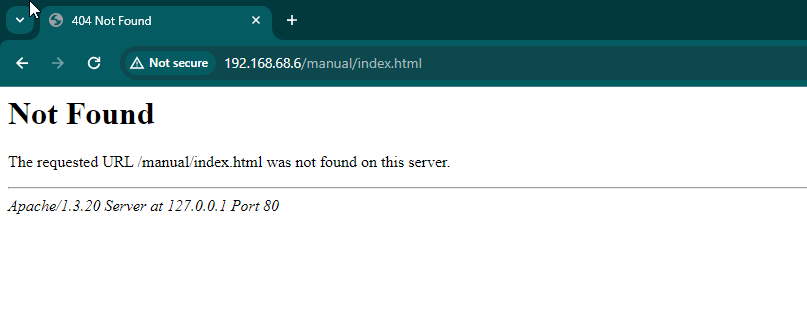 404 Not Found
Not secure
192.168.68.6/manual/index.html
Not Found
The requested URL /manual/index.html was not found on this server.
Apache/1.3.20 Server at 127.0.0.1 Port 80